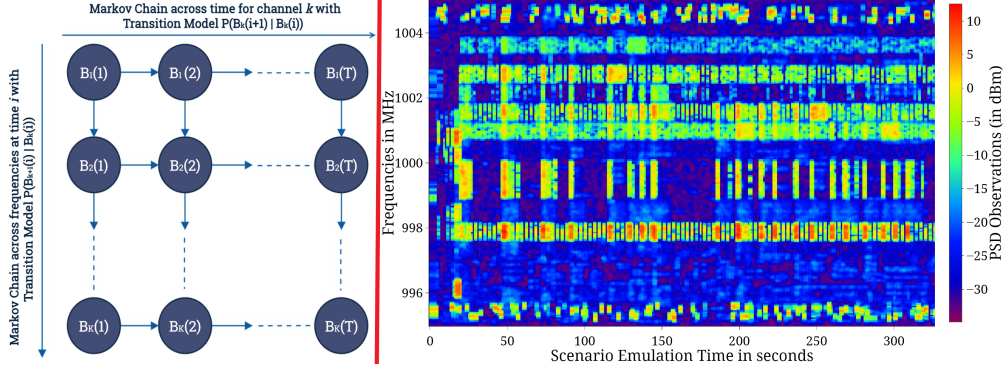 Markov Chain across time for channel k with
Transition Model P(Bₖ(i+1) | Bₖ(i))
Markov Chain across frequencies at time i with
Transition Model P(Bₖ₊₁(i) | Bₖ(i))
B₁(1) B₁(2) B₁(T)
B₂(1) B₂(2) B₂(T)
Bₖ(1) Bₖ(2) Bₖ(T)
Frequencies in MHz
1004
1002
1000
998
996
0 50 100 150 200 250 300
Scenario Emulation Time in seconds
10
5
0
−5
−10
−15
−20
−25
−30
PSD Observations (in dBm)